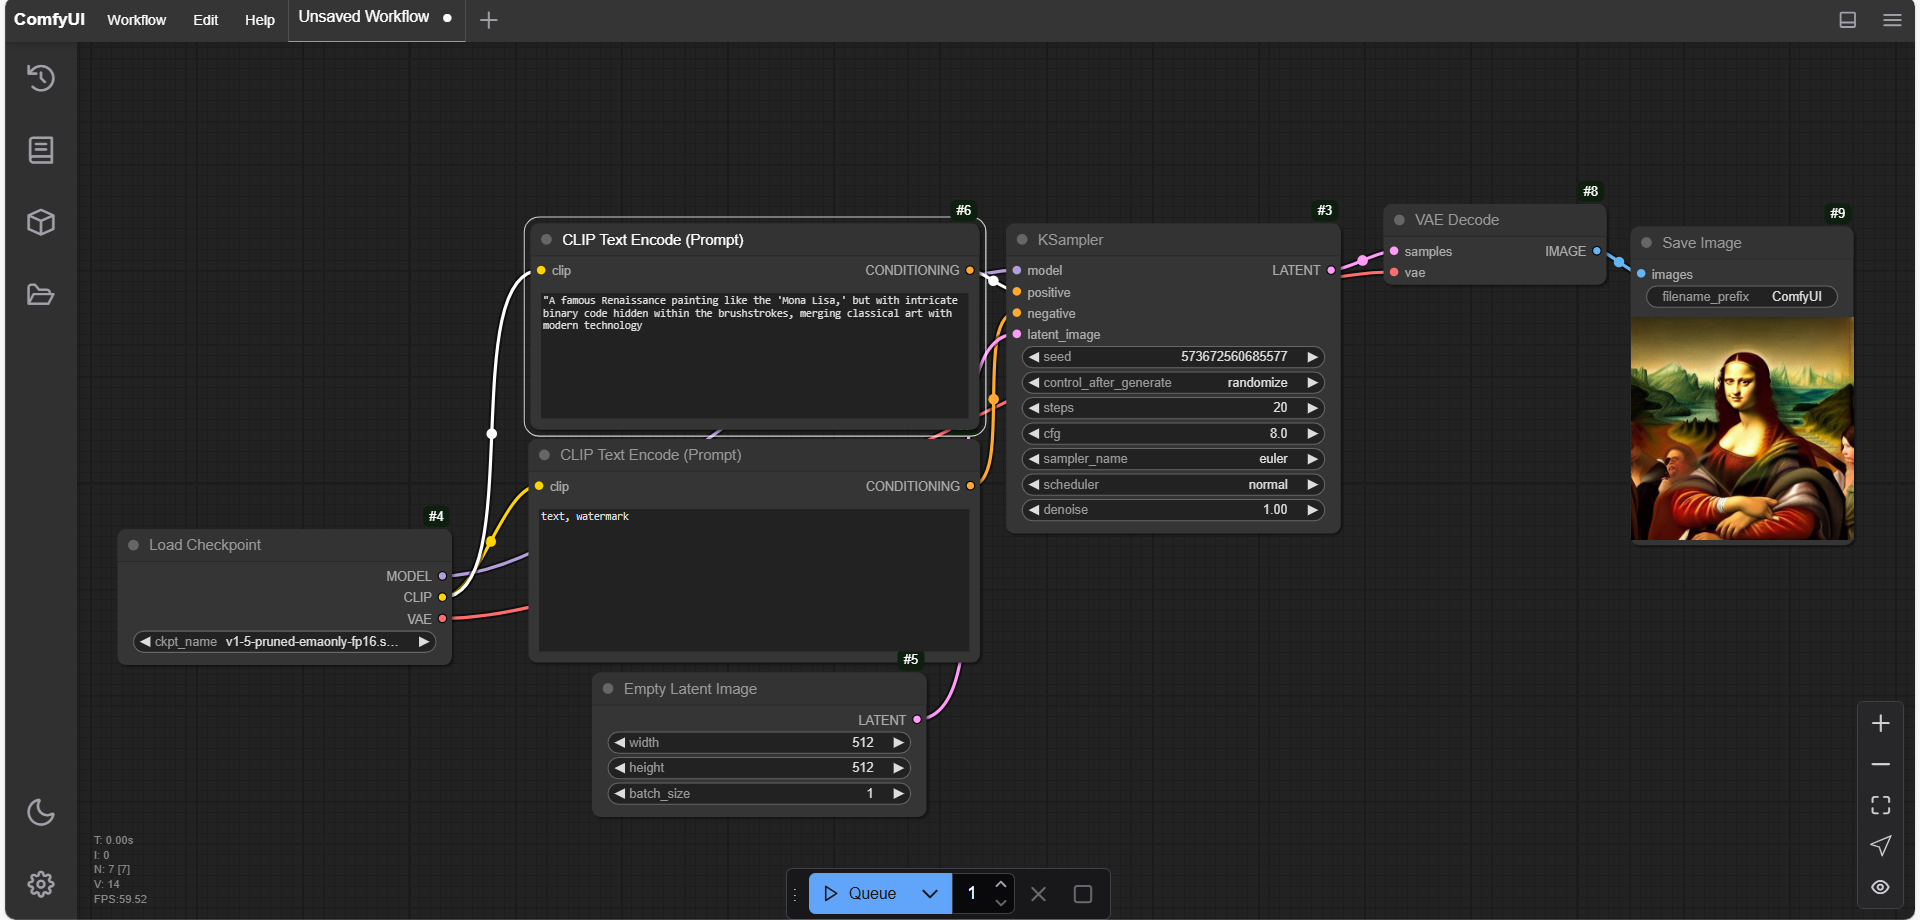 ComfyUI Workflow Edit Help Unsaved Workflow
#6
CLIP Text Encode (Prompt)
clip CONDITIONING
"A famous Renaissance painting like the 'Mona Lisa,' but with intricate
binary code hidden within the brushstrokes, merging classical art with
modern technology
CLIP Text Encode (Prompt)
clip CONDITIONING
text, watermark
#4
Load Checkpoint
MODEL
CLIP
VAE
ckpt_name v1-5-pruned-emaonly-fp16.s...
#5
Empty Latent Image
LATENT
width 512
height 512
batch_size 1
#3
KSampler
model LATENT
positive
negative
latent_image
seed 573672560685577
control_after_generate randomize
steps 20
cfg 8.0
sampler_name euler
scheduler normal
denoise 1.00
#8
VAE Decode
samples IMAGE
vae
#9
Save Image
images
filename_prefix ComfyUI
T: 0.00s
I: 0
N: 7 [7]
V: 14
FPS:59.52
Queue 1